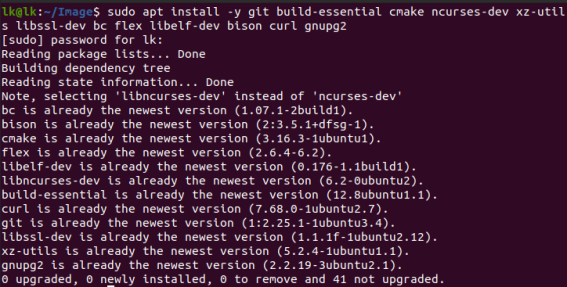 lk@lk:~/Image$ sudo apt install -y git build-essential cmake ncurses-dev xz-util
s libssl-dev bc flex libelf-dev bison curl gnupg2
[sudo] password for lk:
Reading package lists... Done
Building dependency tree
Reading state information... Done
Note, selecting 'libncurses-dev' instead of 'ncurses-dev'
bc is already the newest version (1.07.1-2build1).
bison is already the newest version (2:3.5.1+dfsg-1).
cmake is already the newest version (3.16.3-1ubuntu1).
flex is already the newest version (2.6.4-6.2).
libelf-dev is already the newest version (0.176-1.1build1).
libncurses-dev is already the newest version (6.2-0ubuntu2).
build-essential is already the newest version (12.8ubuntu1.1).
curl is already the newest version (7.68.0-1ubuntu2.7).
git is already the newest version (1:2.25.1-1ubuntu3.4).
libssl-dev is already the newest version (1.1.1f-1ubuntu2.12).
xz-utils is already the newest version (5.2.4-1ubuntu1.1).
gnupg2 is already the newest version (2.2.19-3ubuntu2.1).
0 upgraded, 0 newly installed, 0 to remove and 41 not upgraded.